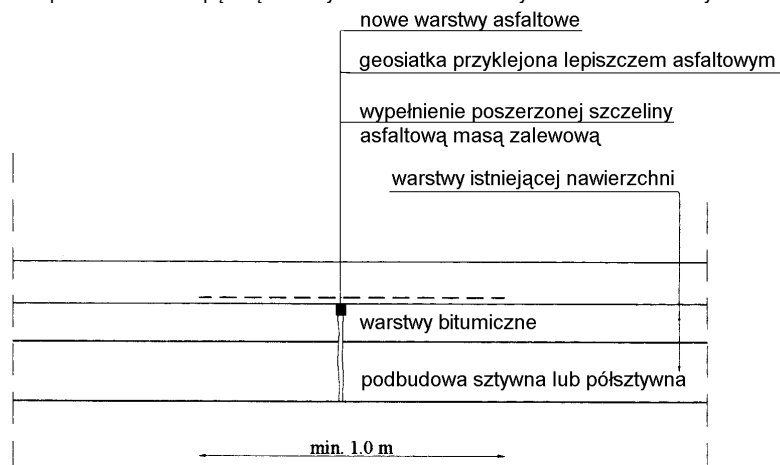 nowe warstwy asfaltowe
geosiatka przyklejona lepiszczem asfaltowym
wypełnienie poszerzonej szczeliny
asfaltową masą zalewową
warstwy istniejącej nawierzchni
warstwy bitumiczne
podbudowa sztywna lub półsztywna
min. 1.0 m